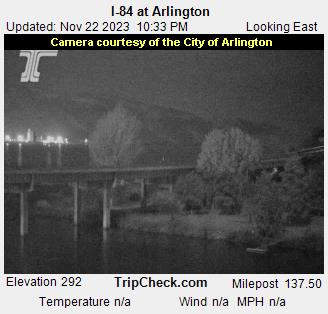 I-84 at Arlington
Updated: Nov 22 2023 10:33 PM Looking East
Camera courtesy of the City of Arlington
Elevation 292 TripCheck.com Milepost 137.50
Temperature n/a Wind n/a MPH n/a